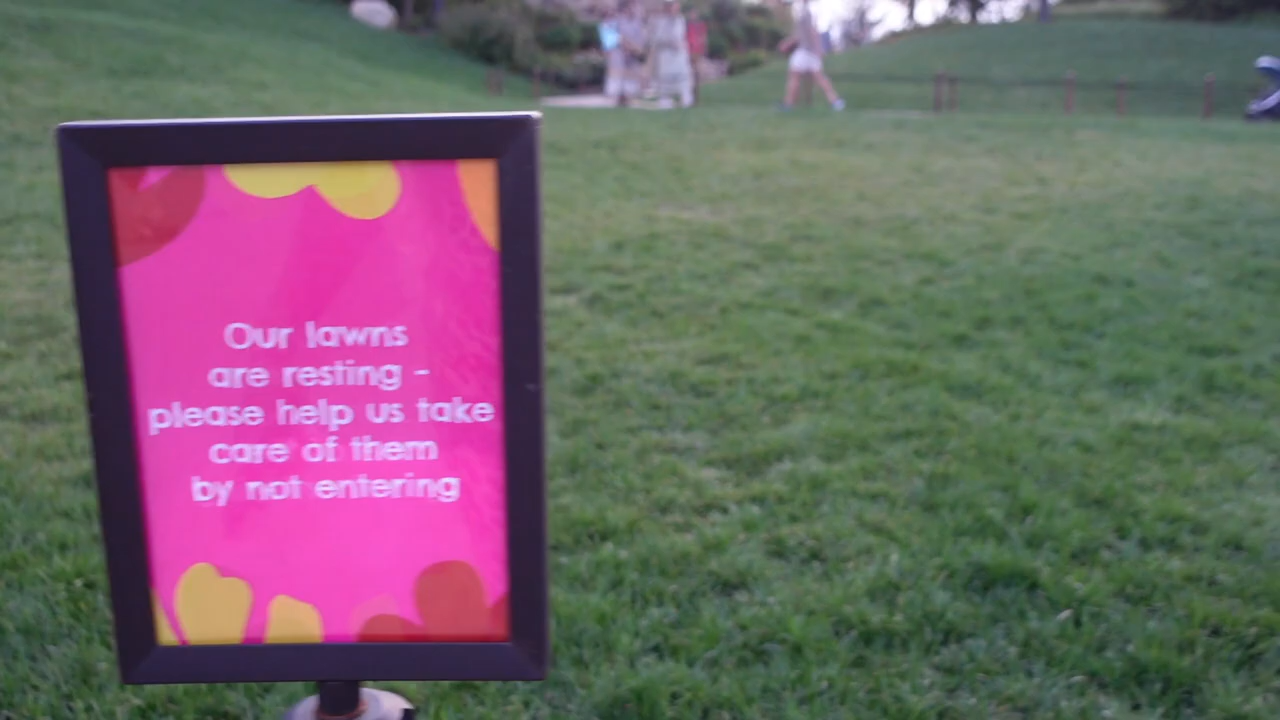 Our lawns
are resting -
please help us take
care of them
by not entering